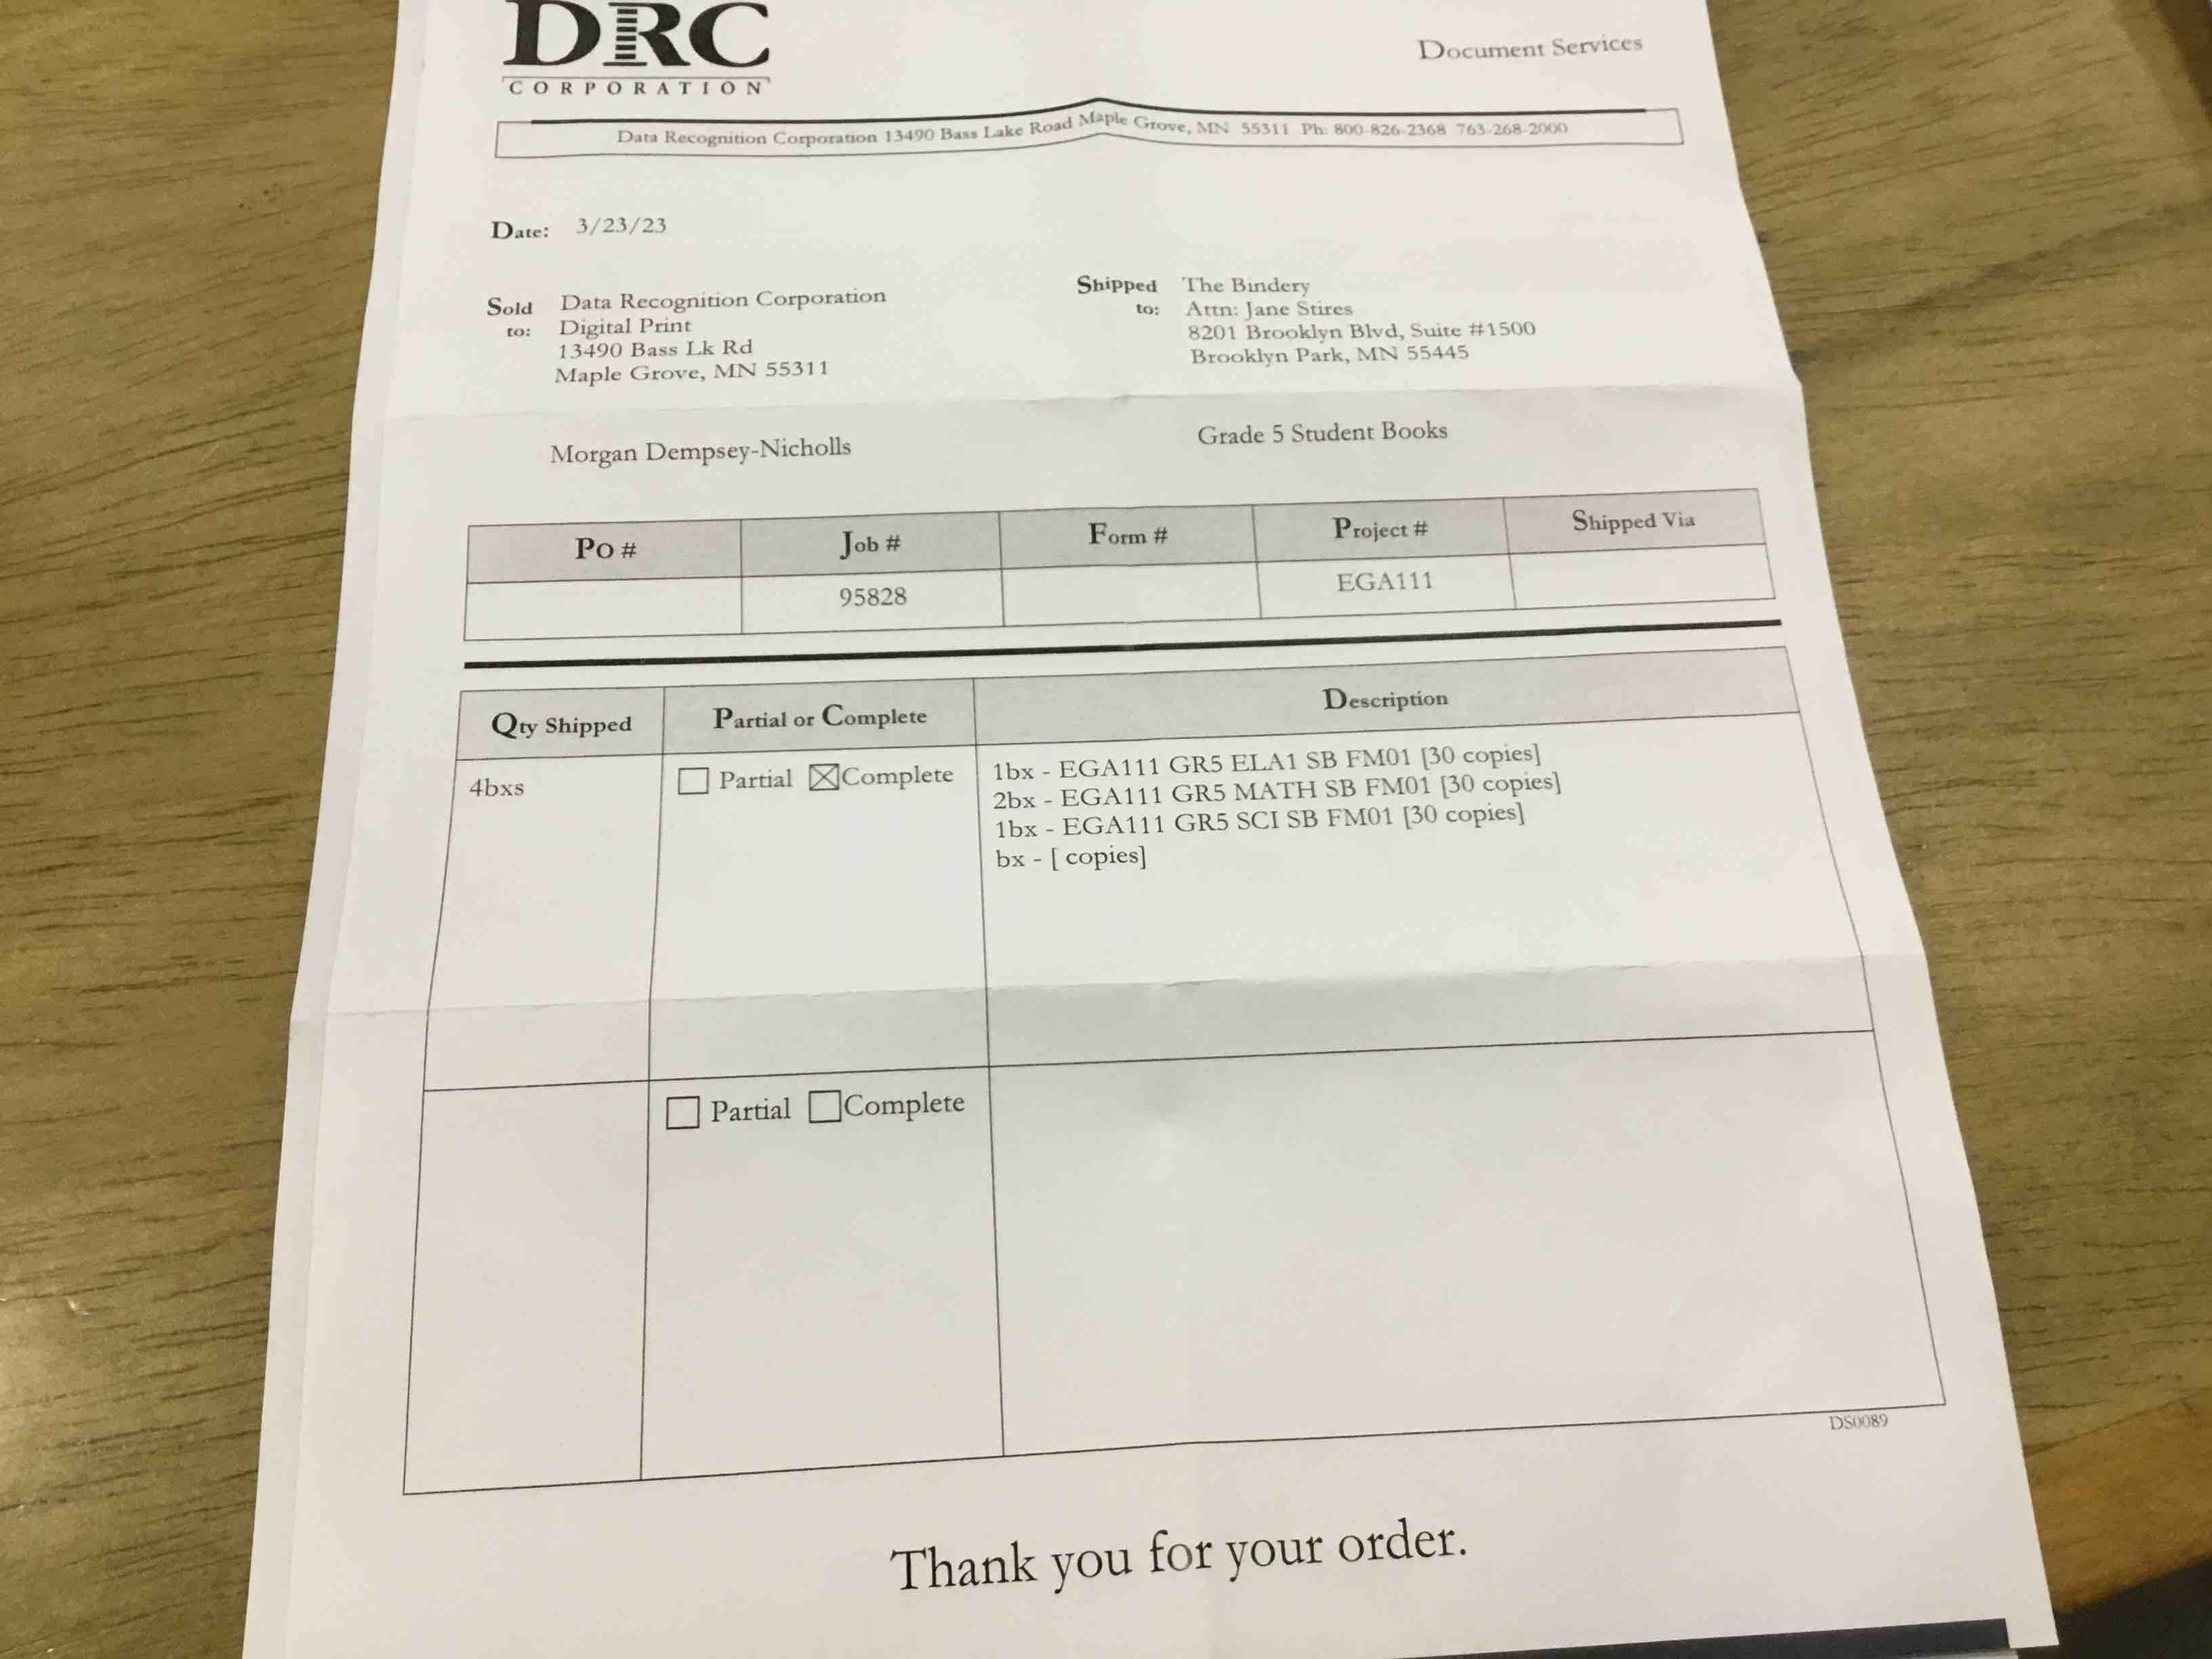 DRC
CORPORATION
Document Services
Data Recognition Corporation 13490 Bass Lake Road Maple Grove, MN 55311 Ph: 800-826-2368 763-268-2000
Date: 3/23/23
Sold to: Data Recognition Corporation
Digital Print
13490 Bass Lk Rd
Maple Grove, MN 55311
Shipped to: The Bindery
Attn: Jane Stires
8201 Brooklyn Blvd, Suite #1500
Brooklyn Park, MN 55445
Morgan Dempsey-Nicholls
Grade 5 Student Books
PO # Job # Form # Project # Shipped Via
95828 EGA111
Qty Shipped Partial or Complete Description
4bxs
Partial Complete
1bx - EGA111 GR5 ELA1 SB FM01 [30 copies]
2bx - EGA111 GR5 MATH SB FM01 [30 copies]
1bx - EGA111 GR5 SCI SB FM01 [30 copies]
bx - [ copies]
Partial Complete
DS0089
Thank you for your order.